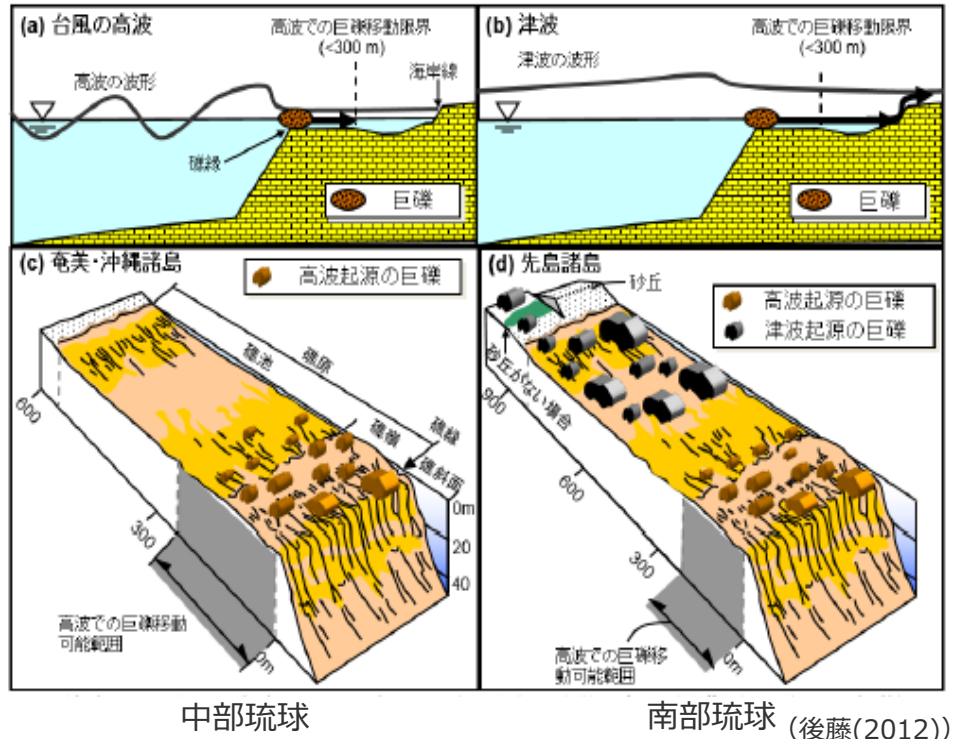 (a) 台風の高波
高波での巨礫移動限界
(<300 m)
高波の波形
海岸線
礁縁
巨礫
(b) 津波
高波での巨礫移動限界
(<300 m)
津波の波形
巨礫
(c) 奄美・沖縄諸島
高波起源の巨礫
礁原
礁池
礁嶺
礁縁
礁斜面
0m
20
40
600
300
0m
高波での巨礫移動
可能範囲
(d) 先島諸島
砂丘
高波起源の巨礫
津波起源の巨礫
砂丘がない場合
900
600
300
0m
高波での巨礫移
動可能範囲
中部琉球
南部琉球
(後藤(2012))